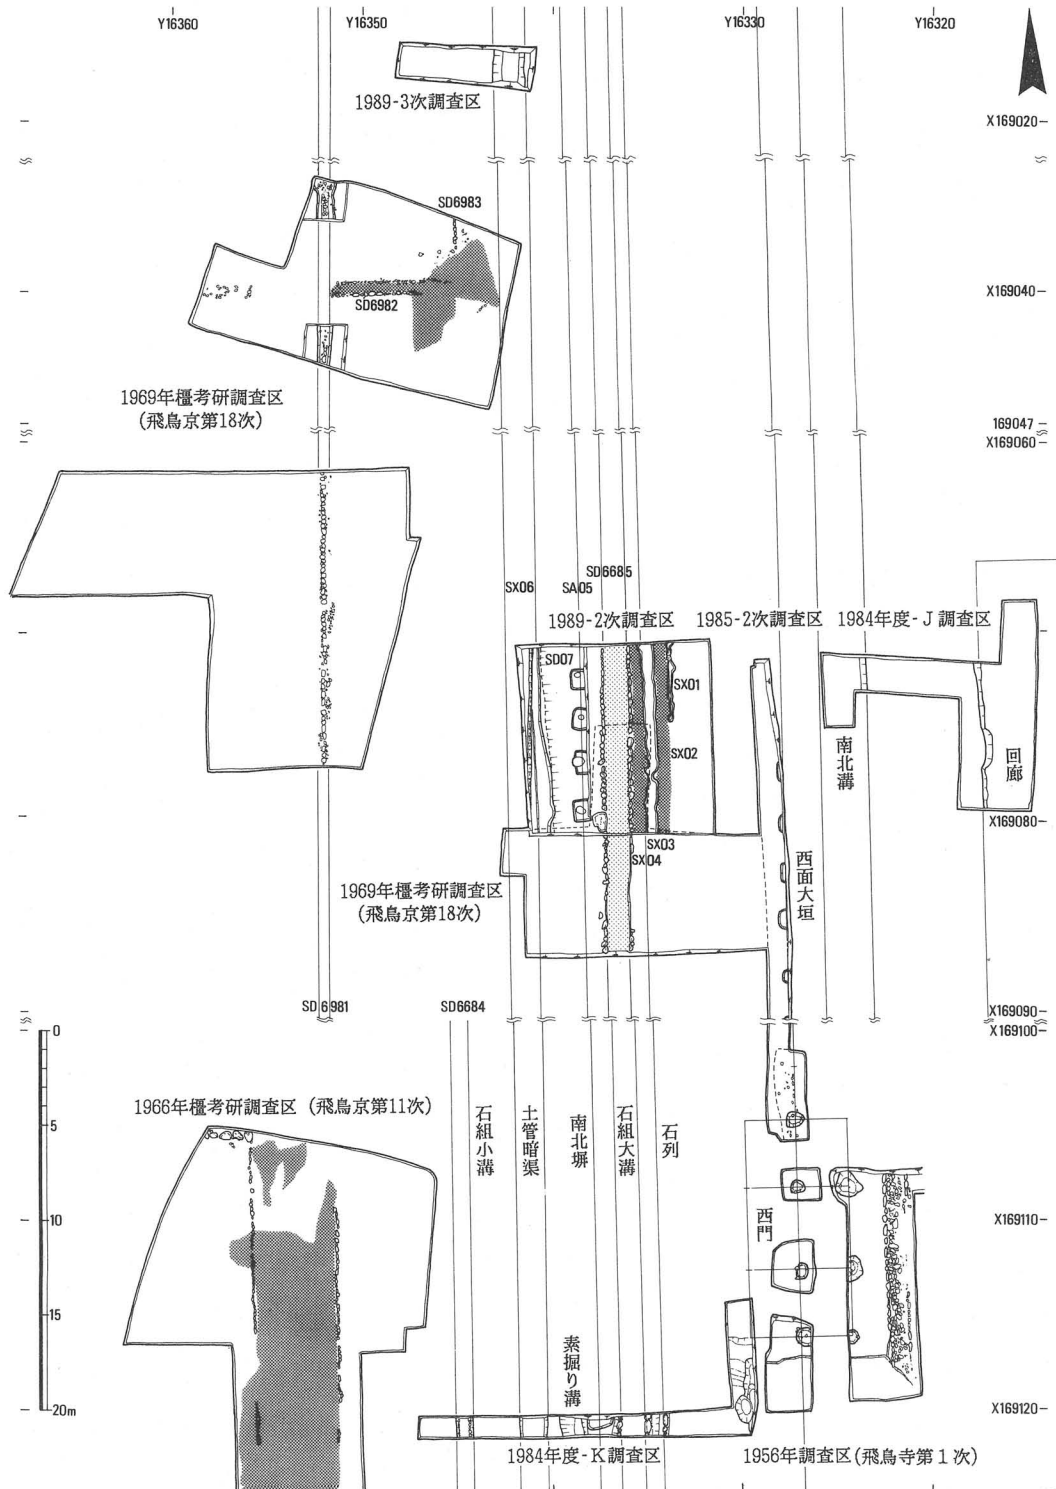 Y16360
Y16350
Y16330
Y16320
1989-3次調査区
X169020
SD6983
SD6982
X169040
1969年橿考研調査区
(飛鳥京第18次)
169047
X169060
SX06
SA05
SD6685
1989-2次調査区
1985-2次調査区
1984年度-J調査区
SD07
SX01
SX02
南北溝
回廊
X169080
SX03
SX04
西面大垣
1969年橿考研調査区
(飛鳥京第18次)
SD6981
SD6684
X169090
X169100
0
5
10
15
20m
1966年橿考研調査区(飛鳥京第11次)
石組小溝
土管暗渠
南北塀
石組大溝
石列
西門
X169110
素掘り溝
X169120
1984年度-K調査区
1956年調査区(飛鳥寺第1次)